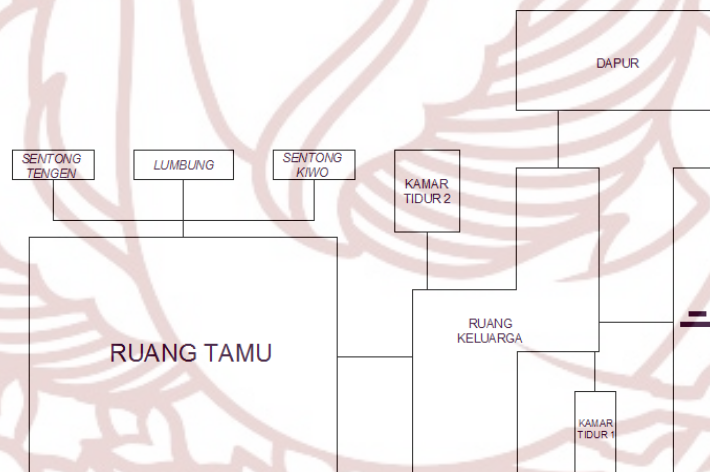 DAPUR
SENTONG
TENGEN
LUMBUNG
SENTONG
KIWO
KAMAR
TIDUR 2
RUANG
KELUARGA
RUANG TAMU
KAMAR
TIDUR 1